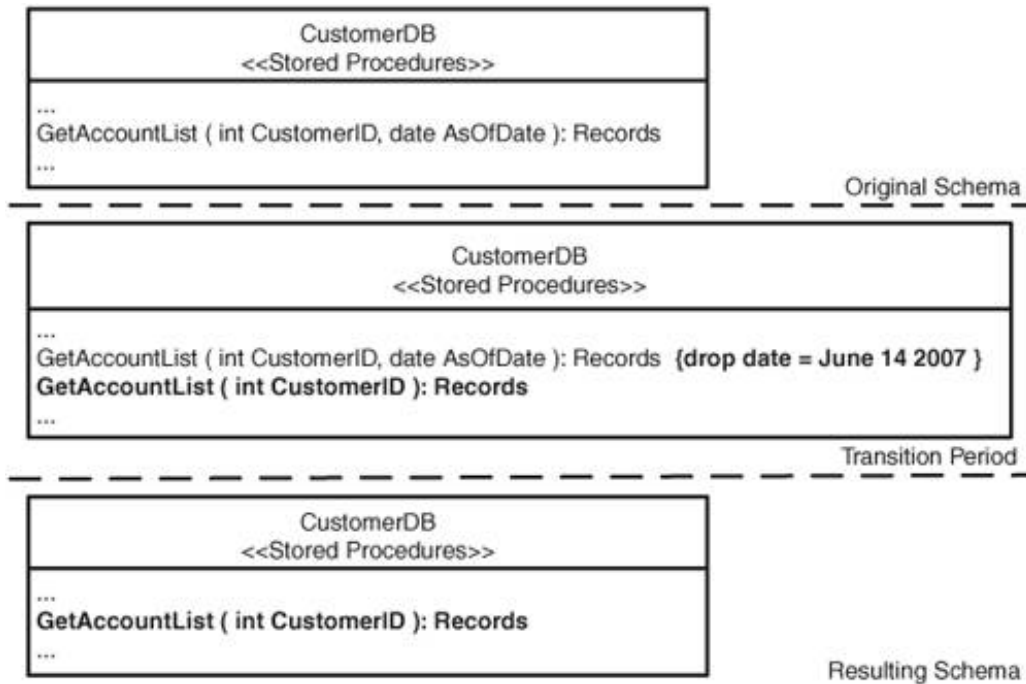 CustomerDB
<<Stored Procedures>>
...
GetAccountList ( int CustomerID, date AsOfDate ): Records
...
Original Schema
CustomerDB
<<Stored Procedures>>
...
GetAccountList ( int CustomerID, date AsOfDate ): Records {drop date = June 14 2007 }
GetAccountList ( int CustomerID ): Records
...
Transition Period
CustomerDB
<<Stored Procedures>>
...
GetAccountList ( int CustomerID ): Records
...
Resulting Schema